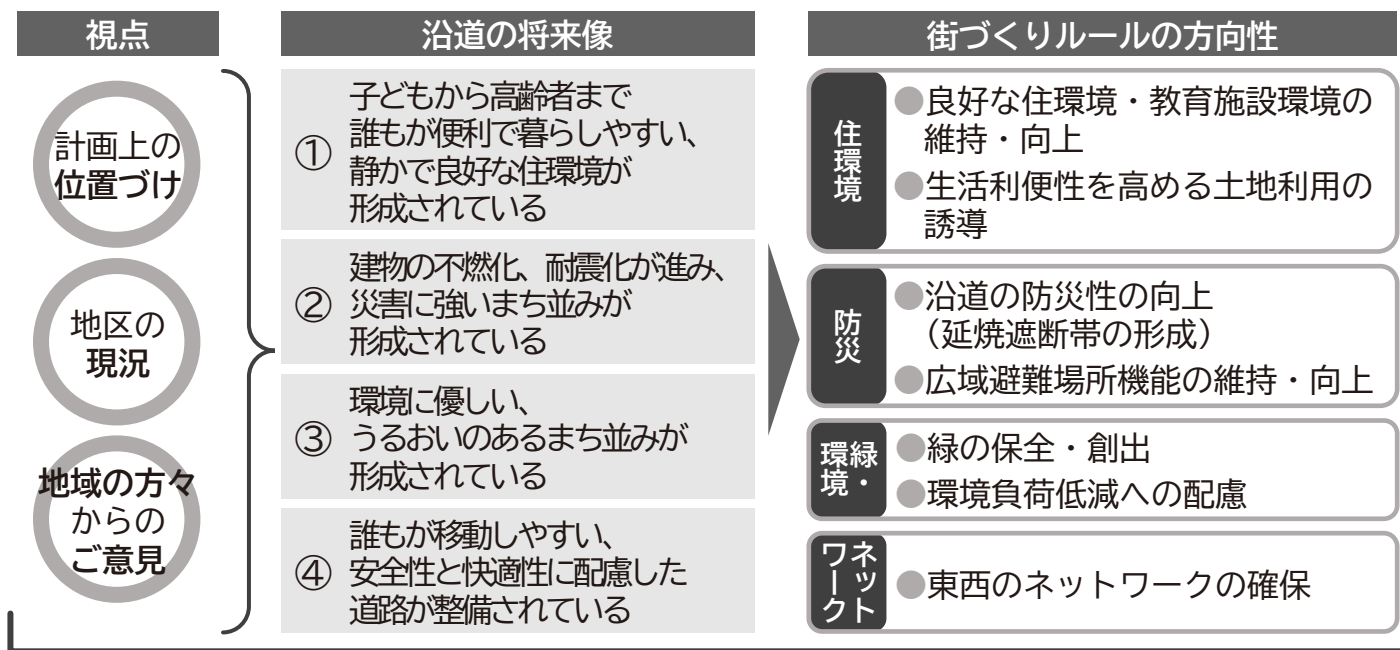 視点
計画上の
位置づけ
地区の
現況
地域の方々
からの
ご意見
沿道の将来像
①
子どもから高齢者まで
誰もが便利で暮らしやすい、
静かで良好な住環境が
形成されている
②
建物の不燃化、耐震化が進み、
災害に強いまち並みが
形成されている
③
環境に優しい、
うるおいのあるまち並みが
形成されている
④
誰もが移動しやすい、
安全性と快適性に配慮した
道路が整備されている
街づくりルールの方向性
住環境
●良好な住環境・教育施設環境の
維持・向上
●生活利便性を高める土地利用の
誘導
防災
●沿道の防災性の向上
（延焼遮断帯の形成）
●広域避難場所機能の維持・向上
緑・
環境
●緑の保全・創出
●環境負荷低減への配慮
ネット
ワーク
●東西のネットワークの確保